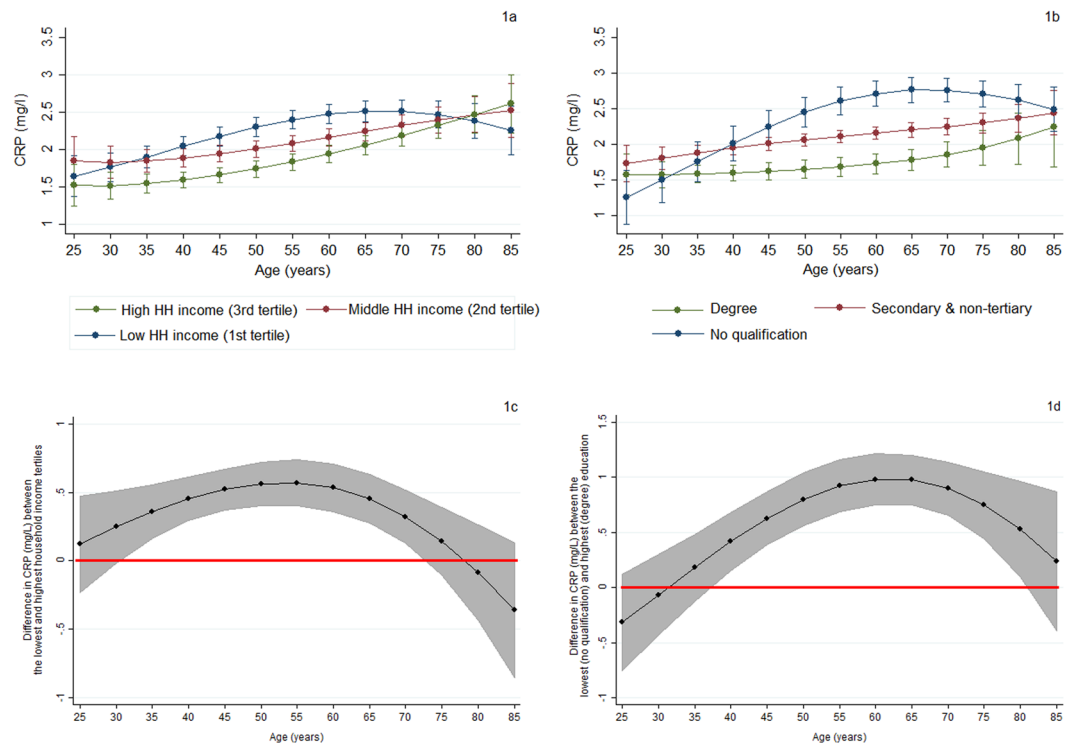 1a
CRP (mg/l)
3.5
3
2.5
2
1.5
1
25 30 35 40 45 50 55 60 65 70 75 80 85
Age (years)
High HH income (3rd tertile)
Middle HH income (2nd tertile)
Low HH income (1st tertile)
1b
CRP (mg/l)
3.5
3
2.5
2
1.5
1
25 30 35 40 45 50 55 60 65 70 75 80 85
Age (years)
Degree
Secondary & non-tertiary
No qualification
1c
Difference in CRP (mg/L) between
the lowest and highest household income tertiles
1
.5
0
-.5
-1
25 30 35 40 45 50 55 60 65 70 75 80 85
Age (years)
1d
Difference in CRP (mg/L) between the
lowest (no qualification) and highest (degree) education
1.5
1
.5
0
-.5
-1
25 30 35 40 45 50 55 60 65 70 75 80 85
Age (years)